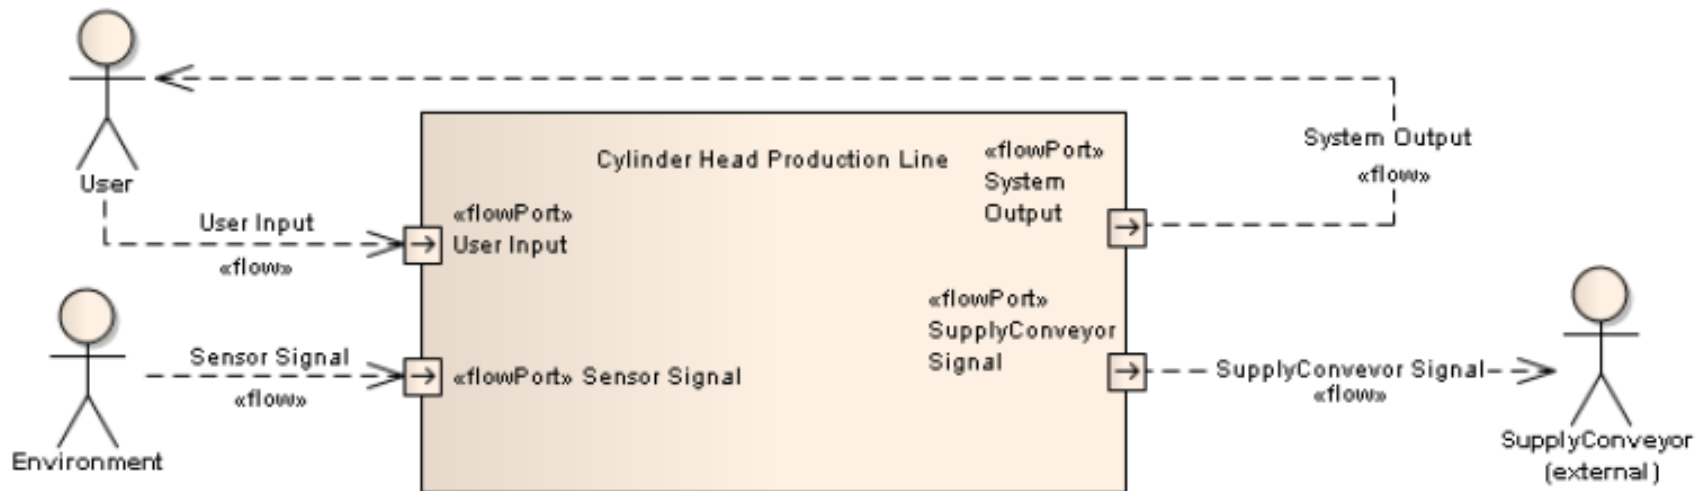 User
User Input
«flow»
Environment
Sensor Signal
«flow»
Cylinder Head Production Line
«flowPort»
User Input
«flowPort» Sensor Signal
«flowPort»
System
Output
«flowPort»
SupplyConveyor
Signal
System Output
«flow»
SupplyConveyor Signal
«flow»
SupplyConveyor
(external)